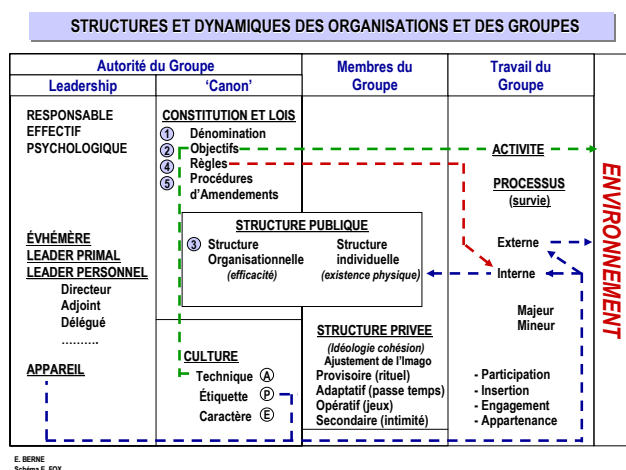 STRUCTURES ET DYNAMIQUES DES ORGANISATIONS ET DES GROUPES
Autorité du Groupe
Leadership
‘Canon’
Membres du
Groupe
Travail du
Groupe
RESPONSABLE
EFFECTIF
PSYCHOLOGIQUE
ÉVHÉMÈRE
LEADER PRIMAL
LEADER PERSONNEL
Directeur
Adjoint
Délégué
……….
APPAREIL
CONSTITUTION ET LOIS
1 Dénomination
2 Objectifs
4 Règles
5 Procédures
d’Amendements
STRUCTURE PUBLIQUE
3 Structure
Organisationnelle
(efficacité)
Structure
individuelle
(existence physique)
CULTURE
Technique A
Étiquette P
Caractère E
STRUCTURE PRIVEE
(Idéologie cohésion)
Ajustement de l’Imago
Provisoire (rituel)
Adaptatif (passe temps)
Opératif (jeux)
Secondaire (intimité)
ACTIVITE
PROCESSUS
(survie)
Externe
Interne
Majeur
Mineur
- Participation
- Insertion
- Engagement
- Appartenance
ENVIRONNEMENT
E. BERNE
Schéma E. FOX